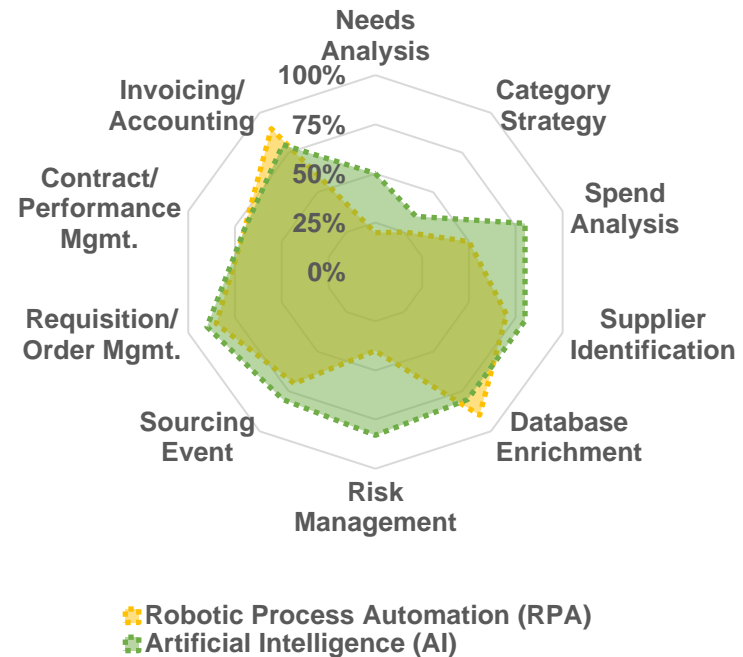 Needs
Analysis
100%
75%
50%
25%
0%
Category
Strategy
Spend
Analysis
Supplier
Identification
Database
Enrichment
Risk
Management
Sourcing
Event
Requisition/
Order Mgmt.
Contract/
Performance
Mgmt.
Invoicing/
Accounting
Robotic Process Automation (RPA)
Artificial Intelligence (AI)